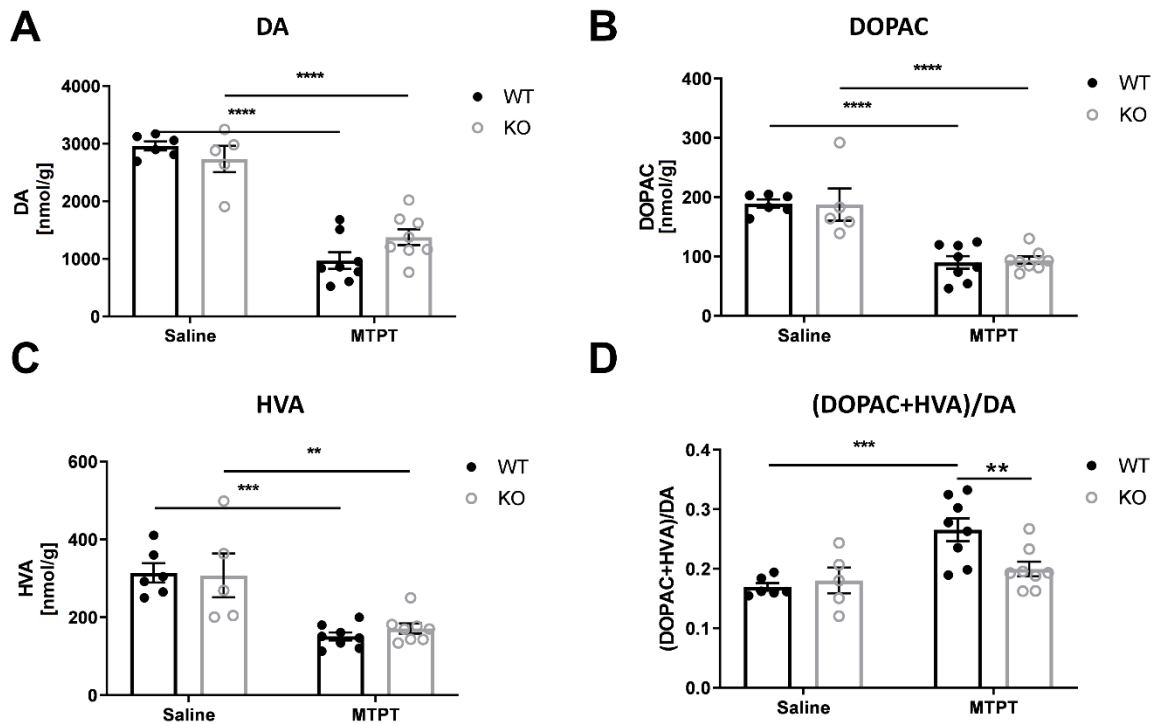 A
DA
****
****
WT
KO
4000
3000
2000
1000
0
DA
[nmol/g]
Saline
MTPT
B
DOPAC
****
****
WT
KO
400
300
200
100
0
DOPAC
[nmol/g]
Saline
MTPT
C
HVA
**
***
WT
KO
600
400
200
0
HVA
[nmol/g]
Saline
MTPT
D
(DOPAC+HVA)/DA
***
**
WT
KO
0.4
0.3
0.2
0.1
0.0
(DOPAC+HVA)/DA
Saline
MTPT